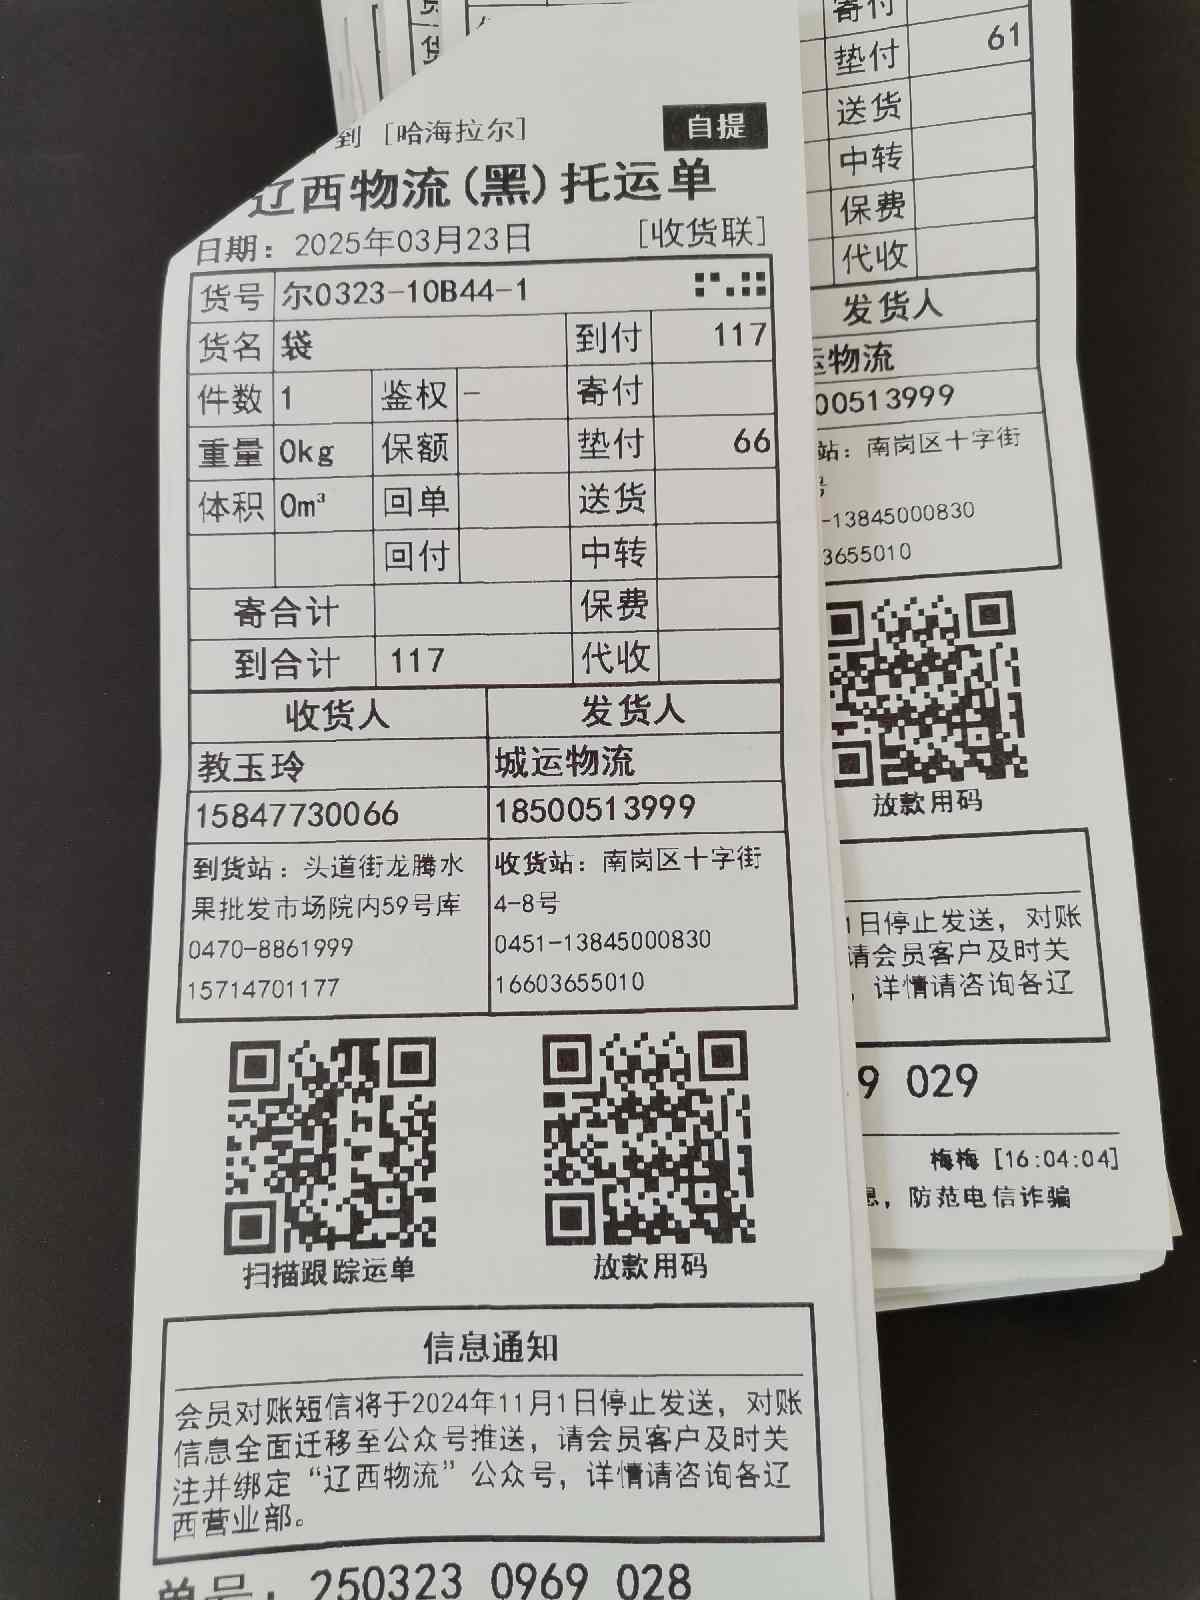 到 [哈海拉尔] 自提
辽西物流(黑)托运单
日期：2025年03月23日 [收货联]
货号 尔0323-10B44-1
货名 袋 到付 117
件数 1 鉴权 - 寄付
重量 0kg 保额 垫付 66
体积 0m³ 回单 送货
回付 中转
寄合计 保费
到合计 117 代收
收货人 发货人
教玉玲 城运物流
15847730066 18500513999
到货站：头道街龙腾水 收货站：南岗区十字街
果批发市场院内59号库 4-8号
0470-8861999 0451-13845000830
15714701177 16603655010
扫描跟踪运单 放款用码
信息通知
会员对账短信将于2024年11月1日停止发送，对账
信息全面迁移至公众号推送，请会员客户及时关
注并绑定“辽西物流”公众号，详情请咨询各辽
西营业部。
单号：250323 0969 028
寄付
垫付 61
送货
中转
保费
代收
发货人
运物流
00513999
站：南岗区十字街
号
-13845000830
3655010
放款用码
1日停止发送，对账
请会员客户及时关
，详情请咨询各辽
9 029
梅梅 [16:04:04]
息，防范电信诈骗